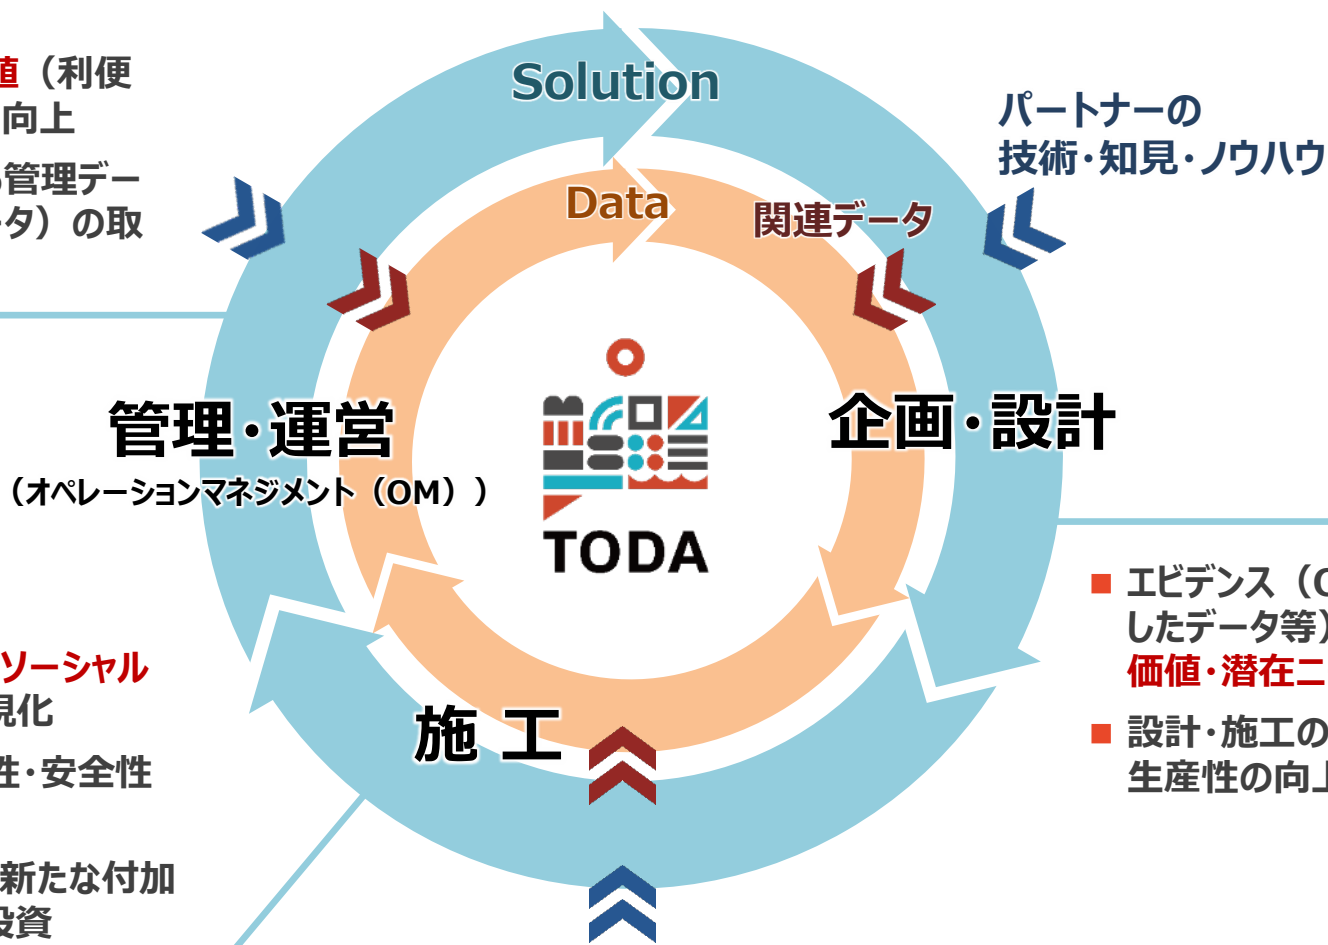 値（利便
向上
管理デー
タ）の取
Solution
Data
関連データ
パートナーの
技術・知見・ノウハウ
管理・運営
（オペレーションマネジメント（OM））
企画・設計
TODA
施 工
ソーシャル
視化
性・安全性
新たな付加
投資
■ エビデンス（O
したデータ等）
価値・潜在ニ
■ 設計・施工の
生産性の向上